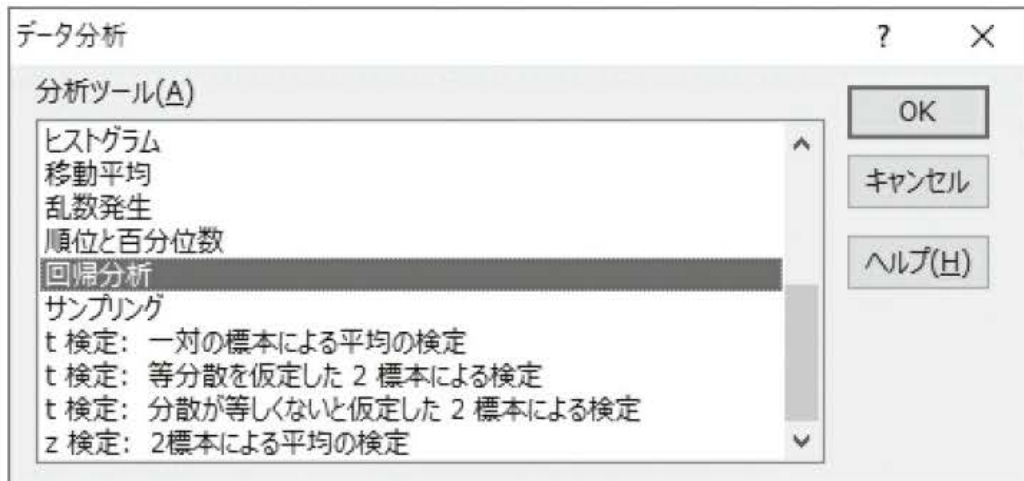 データ分析
? ×
分析ツール(A)
ヒストグラム
移動平均
乱数発生
順位と百分位数
回帰分析
サンプリング
t 検定: 一対の標本による平均の検定
t 検定: 等分散を仮定した 2 標本による検定
t 検定: 分散が等しくないと仮定した 2 標本による検定
z 検定: 2標本による平均の検定
OK
キャンセル
ヘルプ(H)